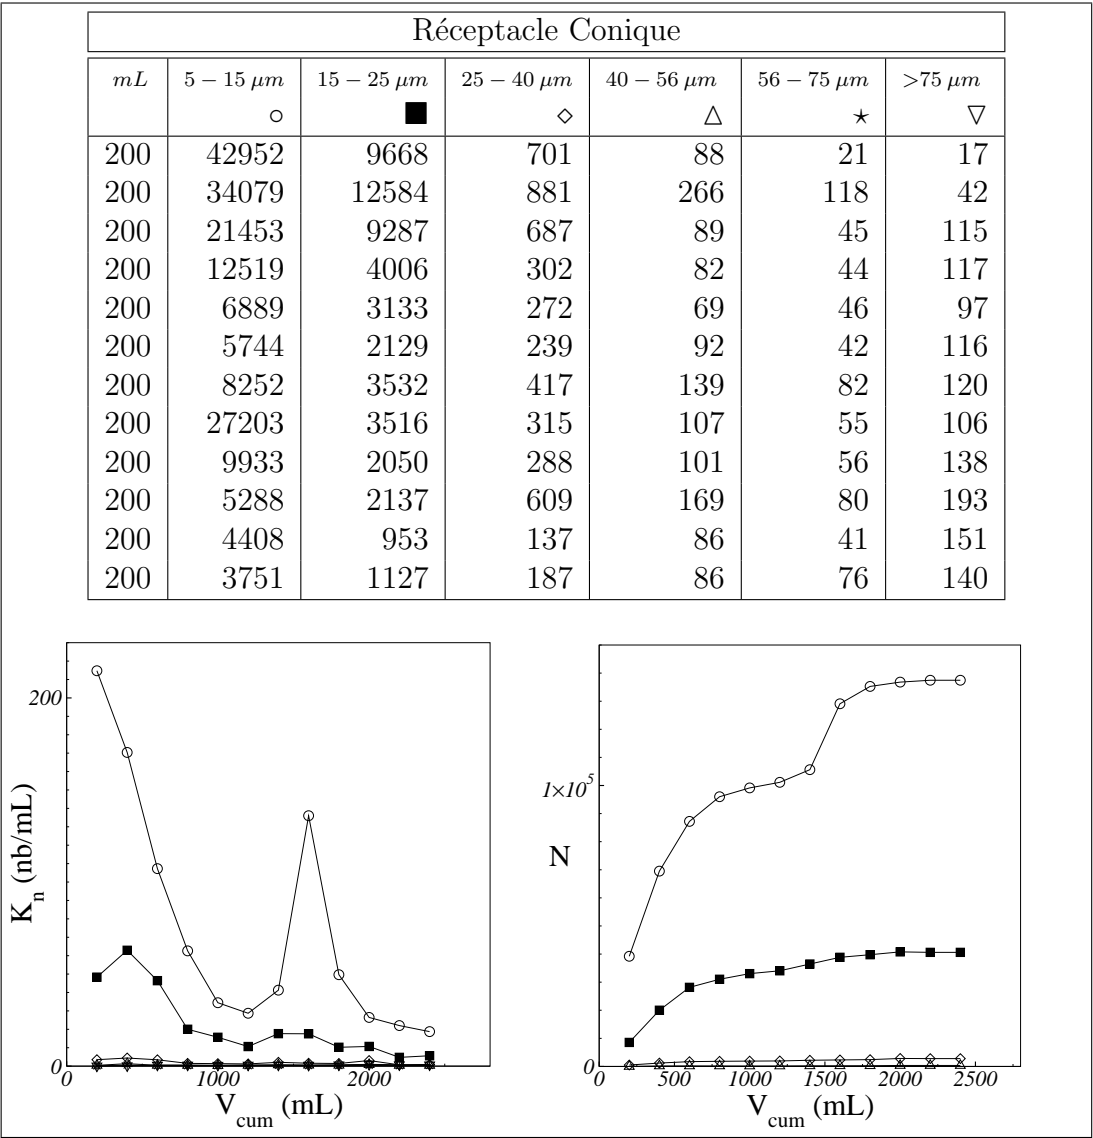 Réceptacle Conique
mL 5 − 15 μm 15 − 25 μm 25 − 40 μm 40 − 56 μm 56 − 75 μm >75 μm
○ ■ ◇ △ ⋆ ▽
200 42952 9668 701 88 21 17
200 34079 12584 881 266 118 42
200 21453 9287 687 89 45 115
200 12519 4006 302 82 44 117
200 6889 3133 272 69 46 97
200 5744 2129 239 92 42 116
200 8252 3532 417 139 82 120
200 27203 3516 315 107 55 106
200 9933 2050 288 101 56 138
200 5288 2137 609 169 80 193
200 4408 953 137 86 41 151
200 3751 1127 187 86 76 140
200
K_n (nb/mL)
0
0 1000 2000
V_cum (mL)
1×10^5
N
0
0 500 1000 1500 2000 2500
V_cum (mL)